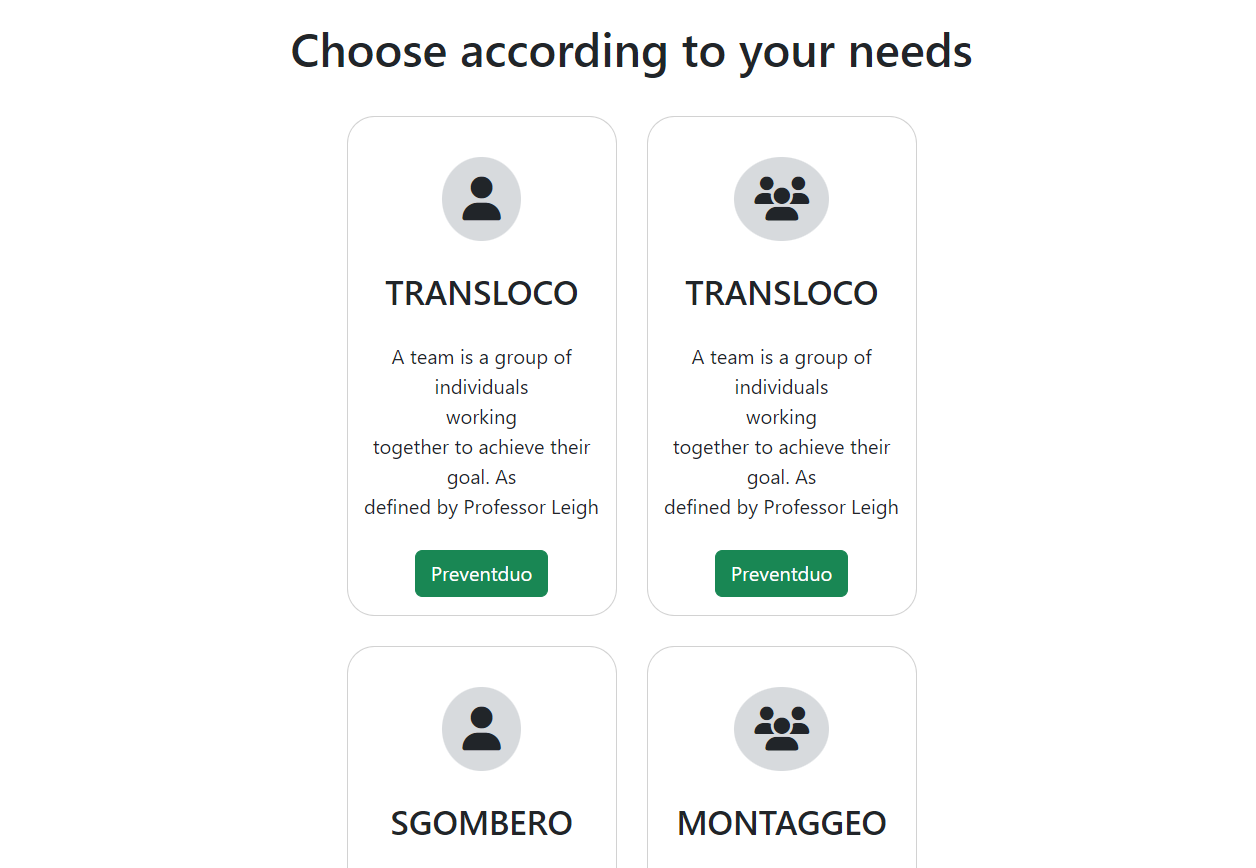 Choose according to your needs
TRANSLOCO
A team is a group of
individuals
working
together to achieve their
goal. As
defined by Professor Leigh
Preventduo
TRANSLOCO
A team is a group of
individuals
working
together to achieve their
goal. As
defined by Professor Leigh
Preventduo
SGOMBERO
MONTAGGEO